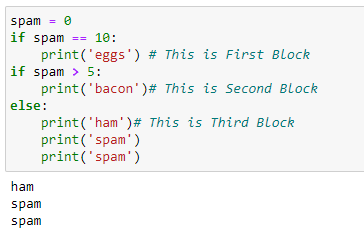 spam = 0
if spam == 10:
    print('eggs') # This is First Block
if spam > 5:
    print('bacon')# This is Second Block
else:
    print('ham')# This is Third Block
    print('spam')
    print('spam')
ham
spam
spam